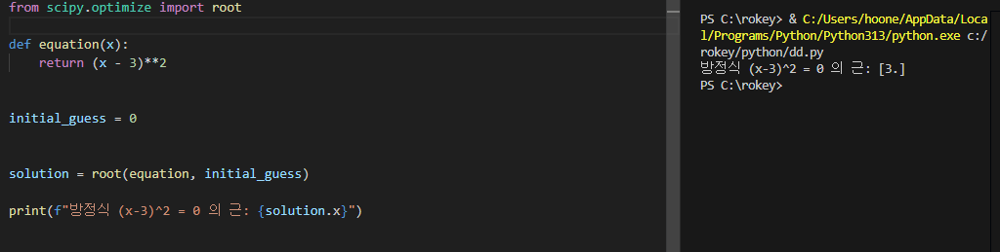 from scipy.optimize import root
def equation(x):
    return (x - 3)**2
initial_guess = 0
solution = root(equation, initial_guess)
print(f"방정식 (x-3)^2 = 0 의 근: {solution.x}")
PS C:\rokey> & C:/Users/hoone/AppData/Loca
l/Programs/Python/Python313/python.exe c:/
rokey/python/dd.py
방정식 (x-3)^2 = 0 의 근: [3.]
PS C:\rokey>